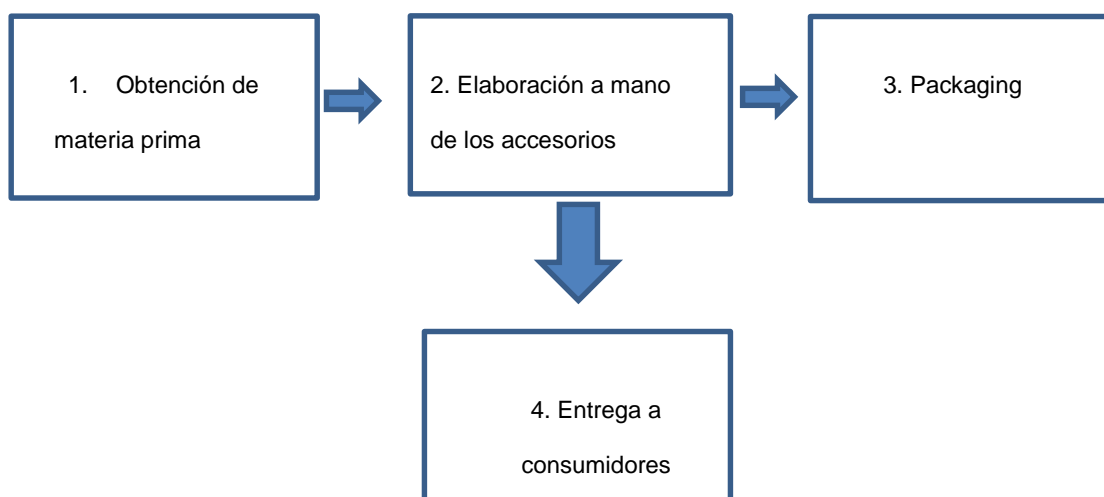 1. Obtención de
materia prima
2. Elaboración a mano
de los accesorios
3. Packaging
4. Entrega a
consumidores